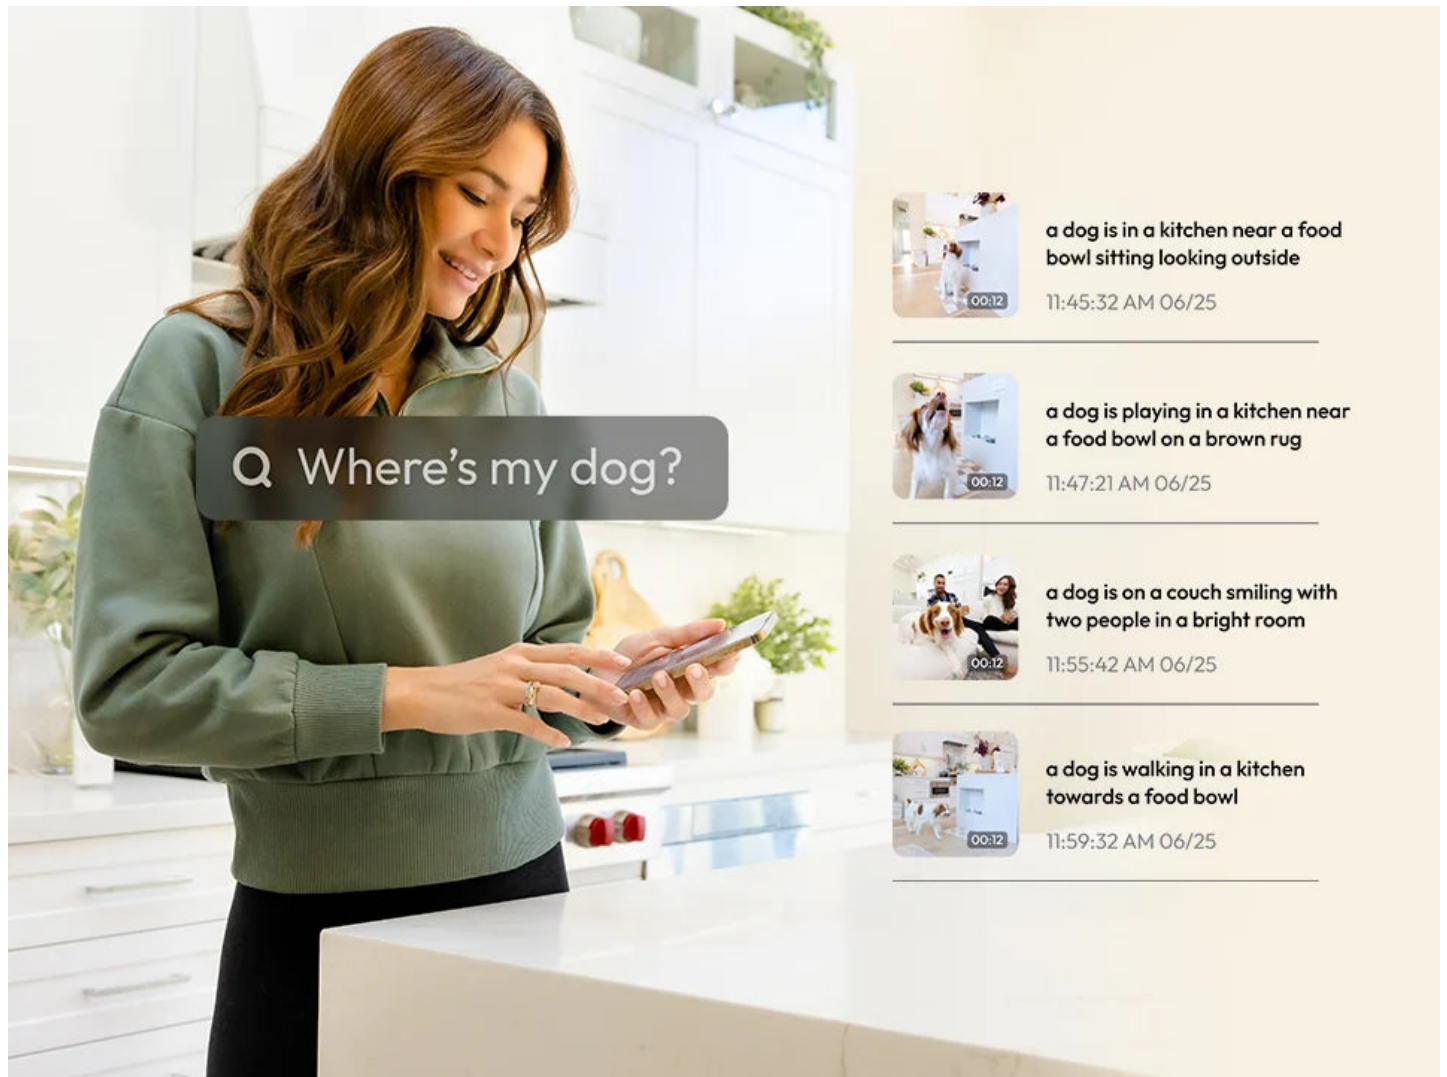 Where's my dog?
a dog is in a kitchen near a food
bowl sitting looking outside
11:45:32 AM 06/25
00:12
a dog is playing in a kitchen near
a food bowl on a brown rug
11:47:21 AM 06/25
00:12
a dog is on a couch smiling with
two people in a bright room
11:55:42 AM 06/25
00:12
a dog is walking in a kitchen
towards a food bowl
11:59:32 AM 06/25
00:12